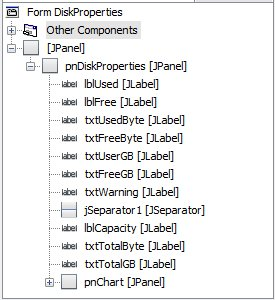 Form DiskProperties
Other Components
[JPanel]
pnDiskProperties [JPanel]
label lblUsed [JLabel]
label lblFree [JLabel]
label txtUsedByte [JLabel]
label txtFreeByte [JLabel]
label txtUserGB [JLabel]
label txtFreeGB [JLabel]
label txtWarning [JLabel]
jSeparator1 [JSeparator]
label lblCapacity [JLabel]
label txtTotalByte [JLabel]
label txtTotalGB [JLabel]
pnChart [JPanel]